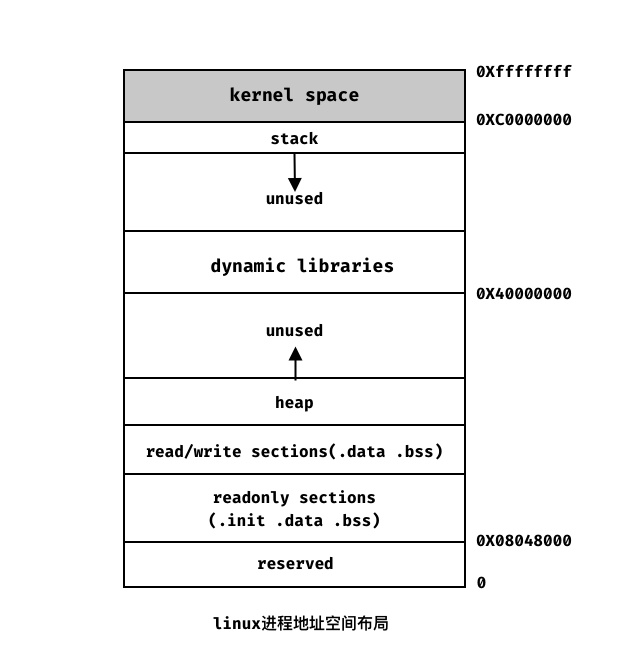 0Xffffffff
kernel space
0XC0000000
stack
unused
dynamic libraries
0X40000000
unused
heap
read/write sections(.data .bss)
readonly sections
(.init .data .bss)
0X08048000
reserved
0
linux进程地址空间布局